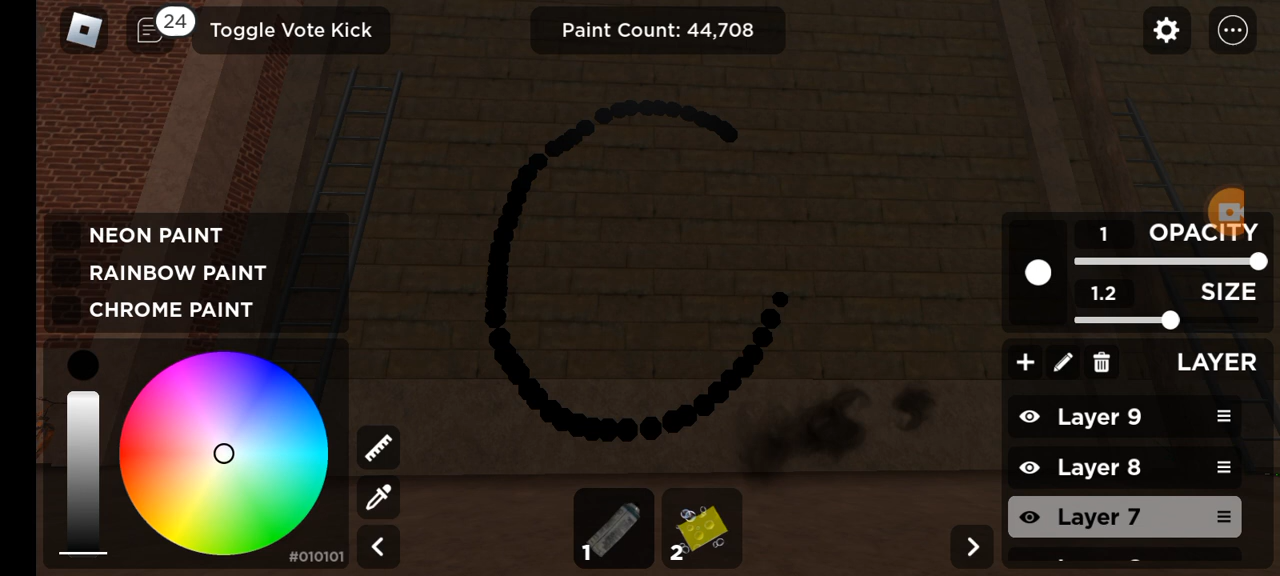 24
Toggle Vote Kick
Paint Count: 44,708
NEON PAINT
RAINBOW PAINT
CHROME PAINT
#010101
1
2
1 OPACITY
1.2 SIZE
LAYER
Layer 9
Layer 8
Layer 7